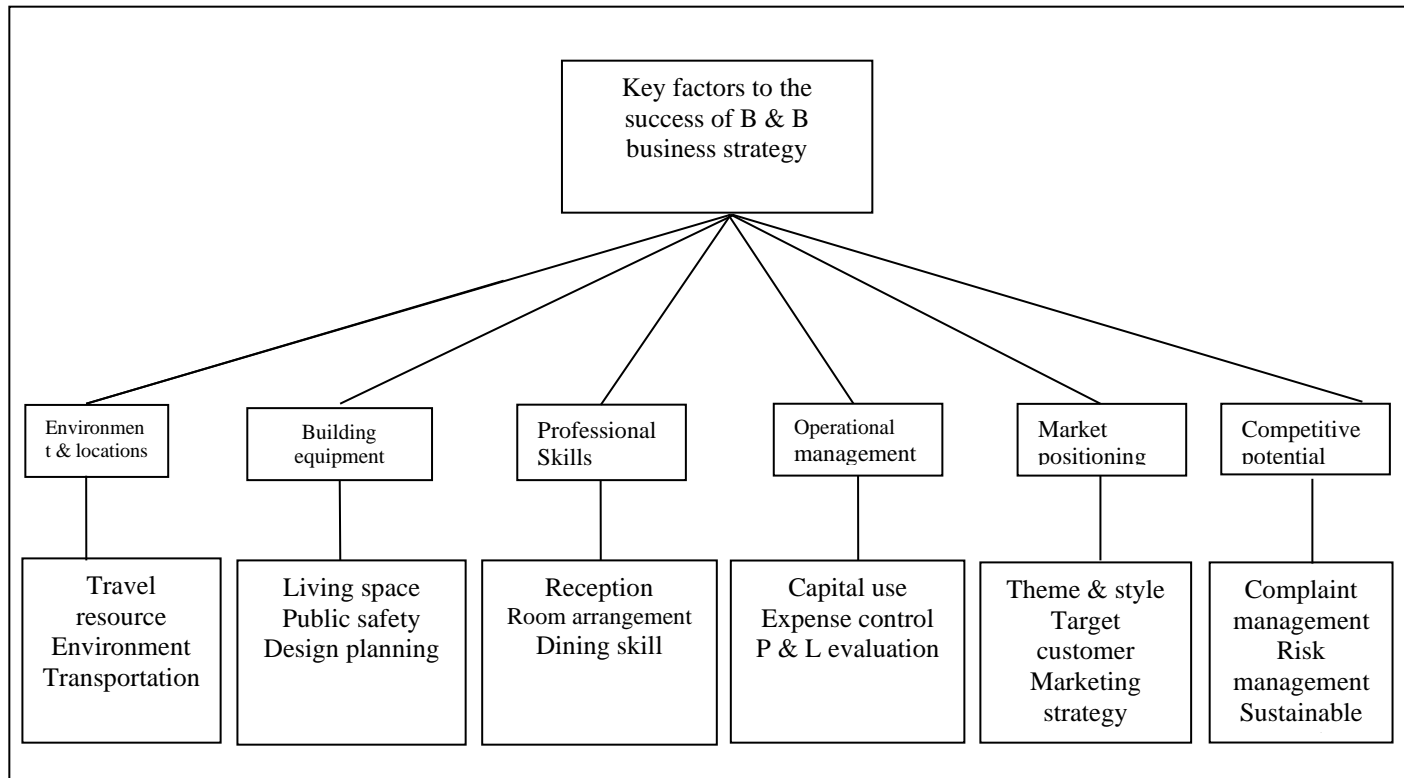 Key factors to the
success of B & B
business strategy
Environmen
t & locations
Building
equipment
Professional
Skills
Operational
management
Market
positioning
Competitive
potential
Travel
resource
Environment
Transportation
Living space
Public safety
Design planning
Reception
Room arrangement
Dining skill
Capital use
Expense control
P & L evaluation
Theme & style
Target
customer
Marketing
strategy
Complaint
management
Risk
management
Sustainable